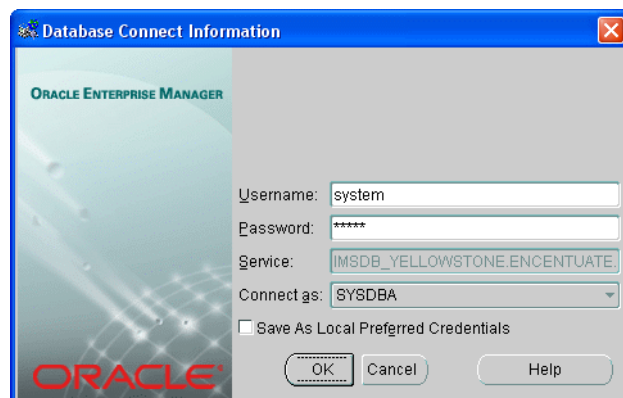 Database Connect Information
ORACLE ENTERPRISE MANAGER
Username: system
Password: *****
Service: IMSDB_YELLOWSTONE.ENCENTUATE.
Connect as: SYSDBA
Save As Local Preferred Credentials
OK Cancel Help
ORACLE®